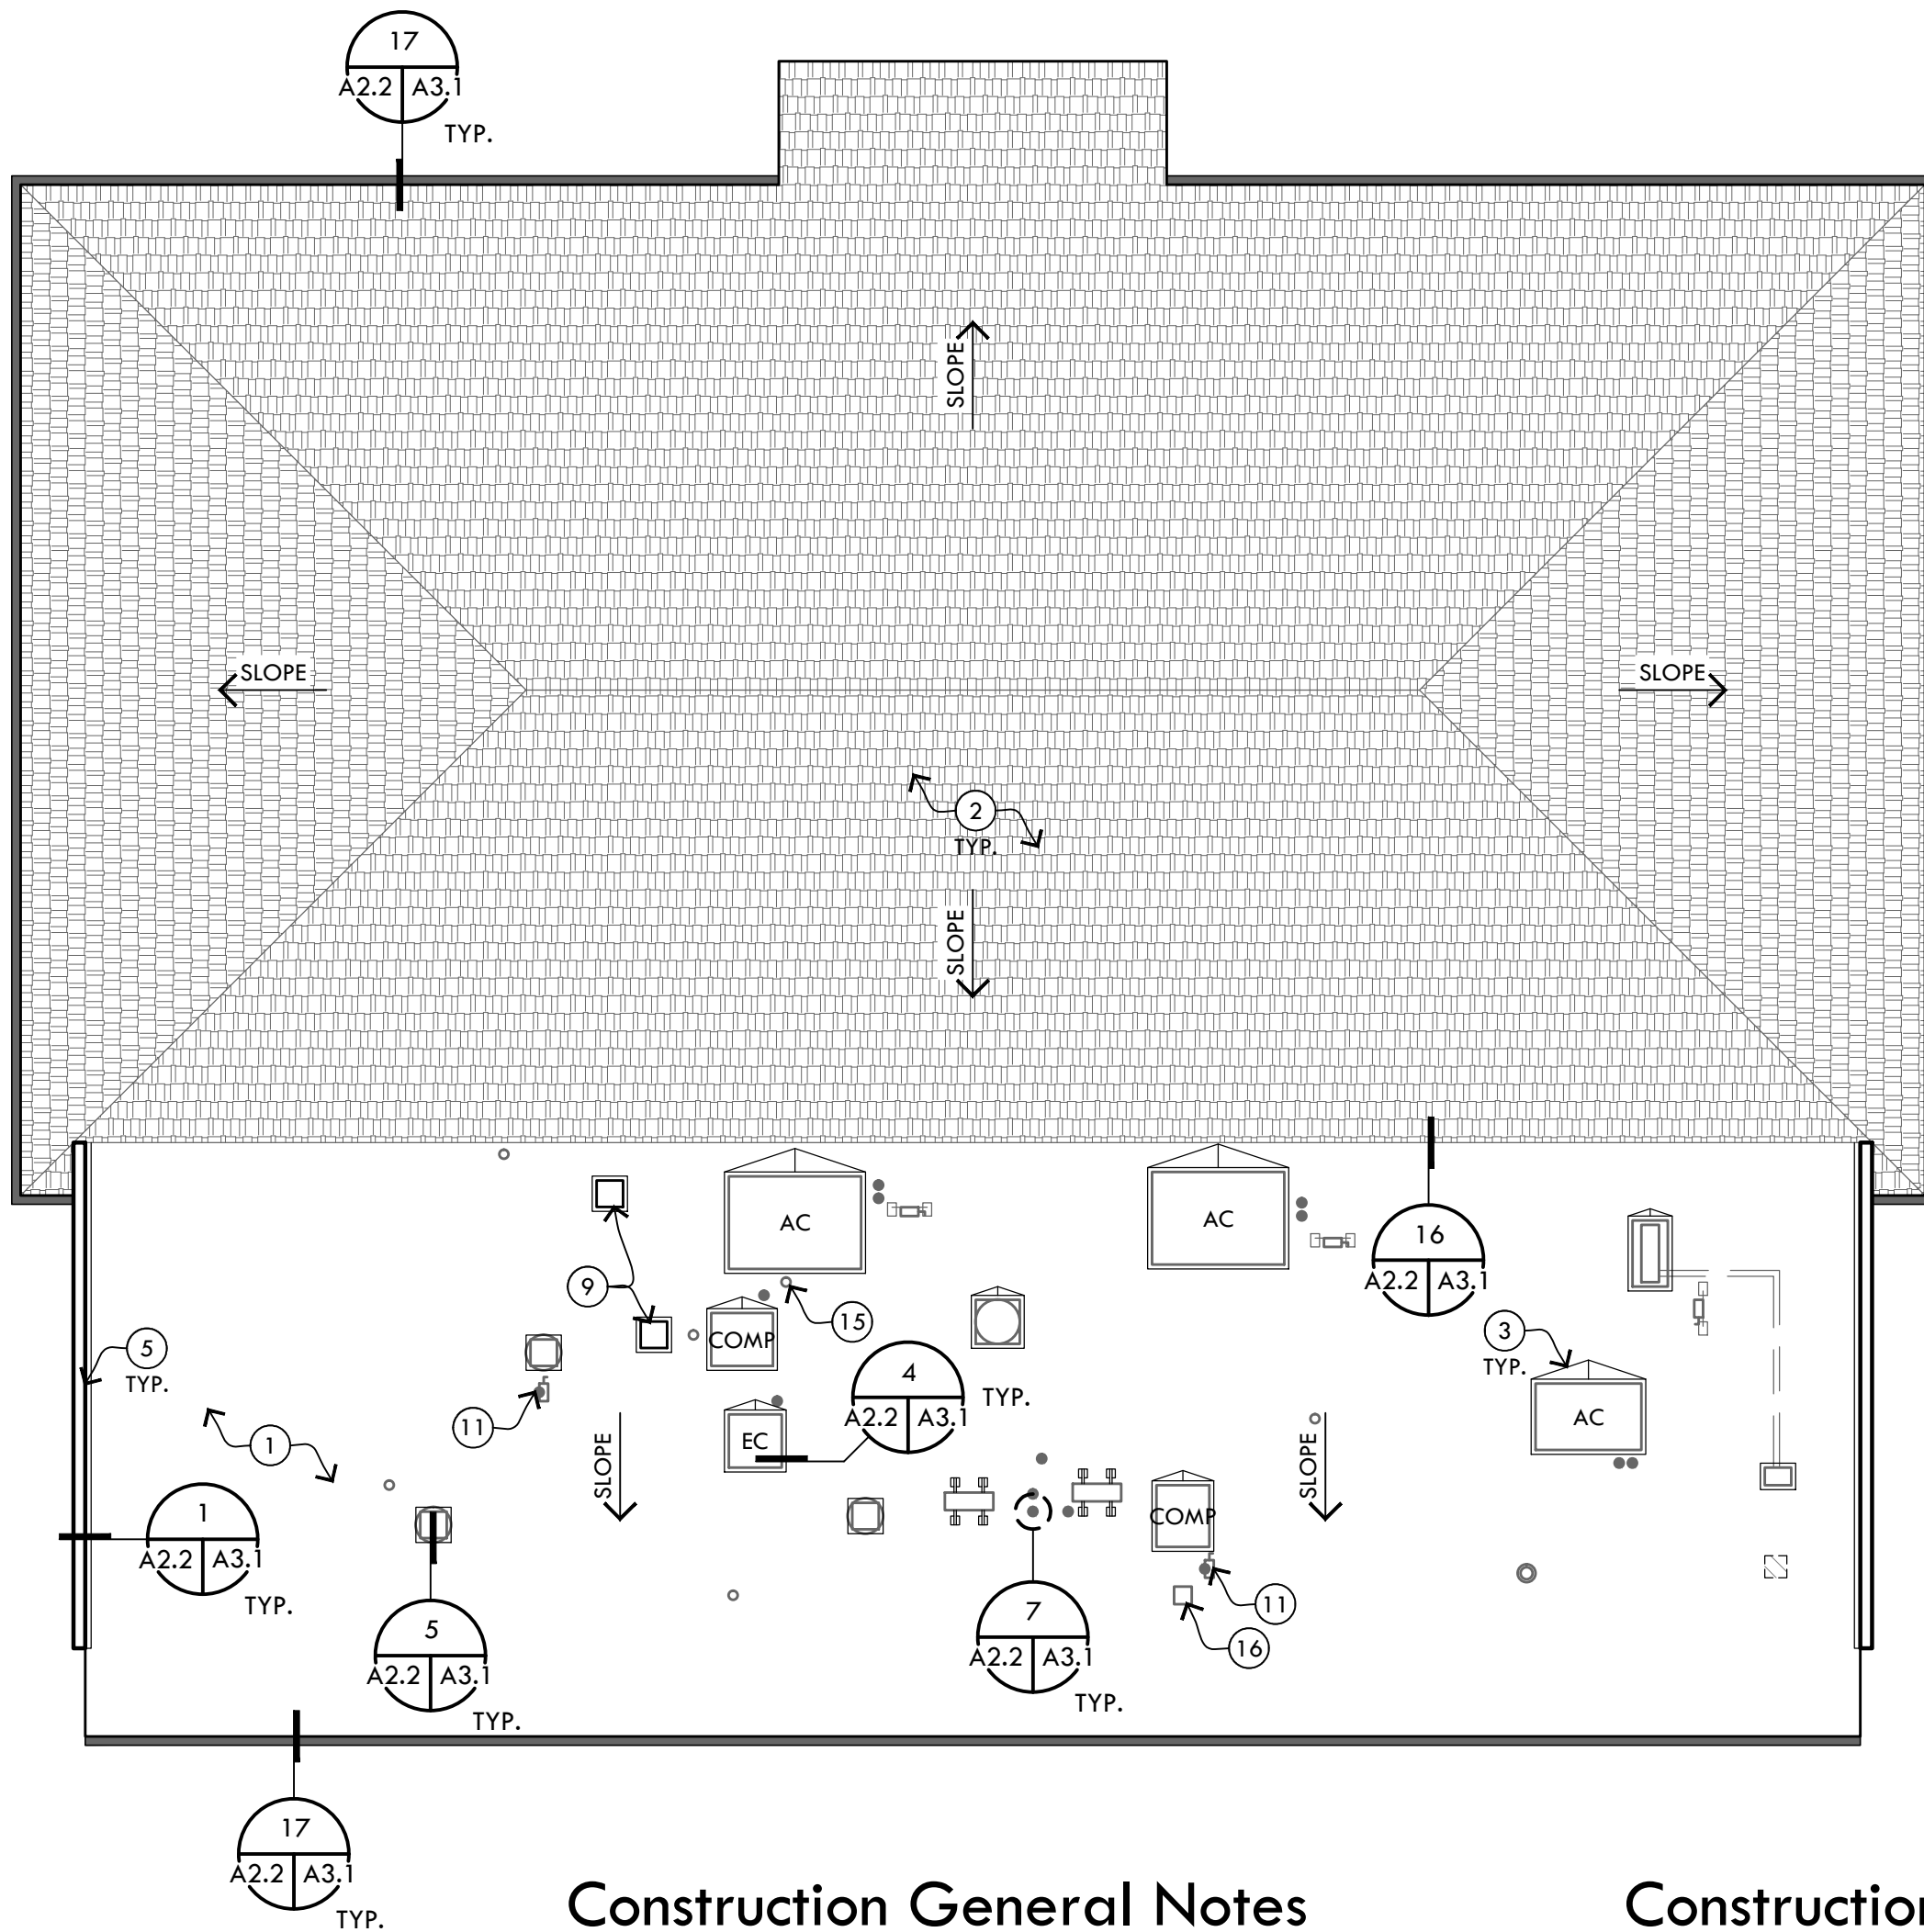 17
A2.2 A3.1
TYP.
SLOPE
SLOPE
SLOPE
2
TYP.
SLOPE
AC
AC
16
A2.2 A3.1
9
15
COMP
3
TYP.
5
TYP.
4
A2.2 A3.1
TYP.
11
1
EC
SLOPE
SLOPE
AC
COMP
1
A2.2 A3.1
TYP.
5
A2.2 A3.1
TYP.
7
A2.2 A3.1
TYP.
11
16
17
A2.2 A3.1
TYP.
Construction General Notes
Construction